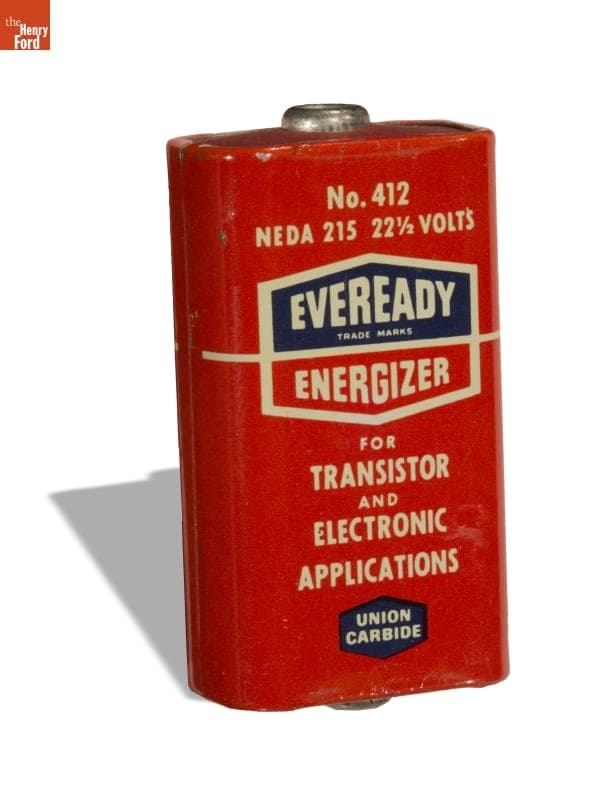 the
Henry
Ford
No. 412
NEDA 215 22½ VOLTS
EVEREADY
TRADE MARKS
ENERGIZER
FOR
TRANSISTOR
AND
ELECTRONIC
APPLICATIONS
UNION
CARBIDE